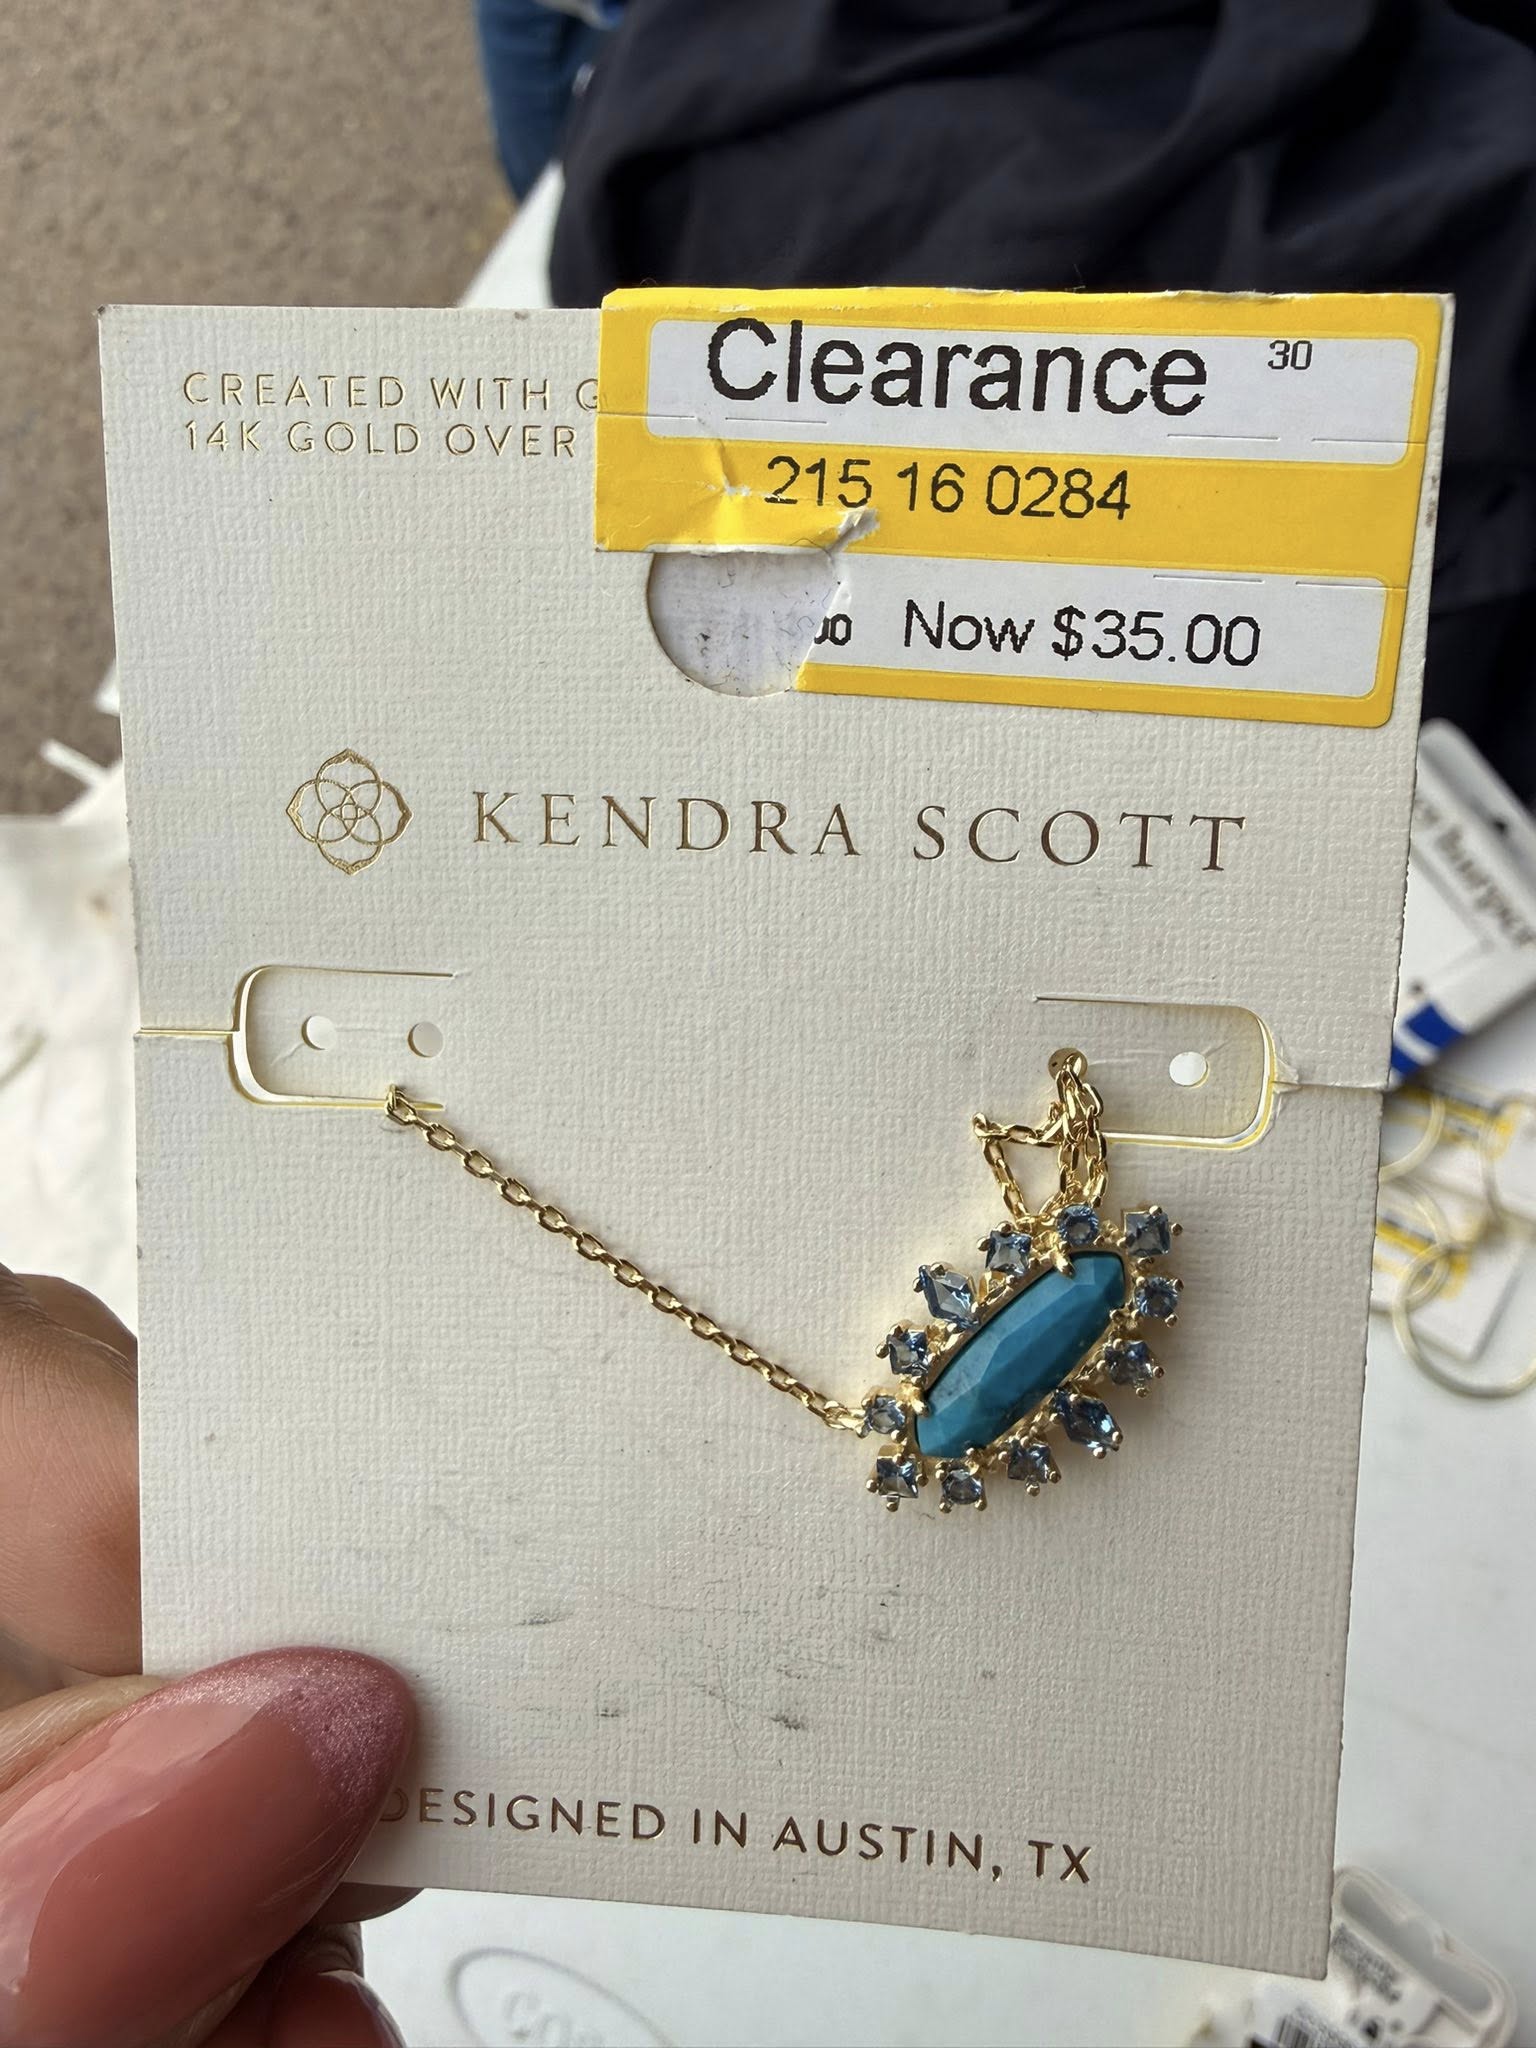 Clearance 30
CREATED WITH G
14K GOLD OVER
215 16 0284
00 Now $35.00
KENDRA SCOTT
DESIGNED IN AUSTIN, TX